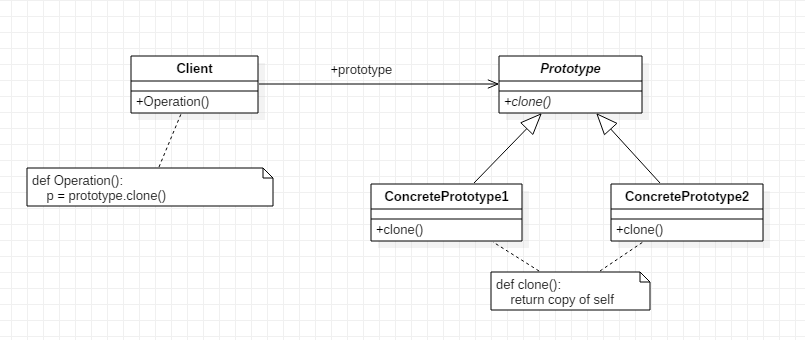 Client
+Operation()
+prototype
Prototype
+clone()
def Operation():
p = prototype.clone()
ConcretePrototype1
+clone()
ConcretePrototype2
+clone()
def clone():
return copy of self